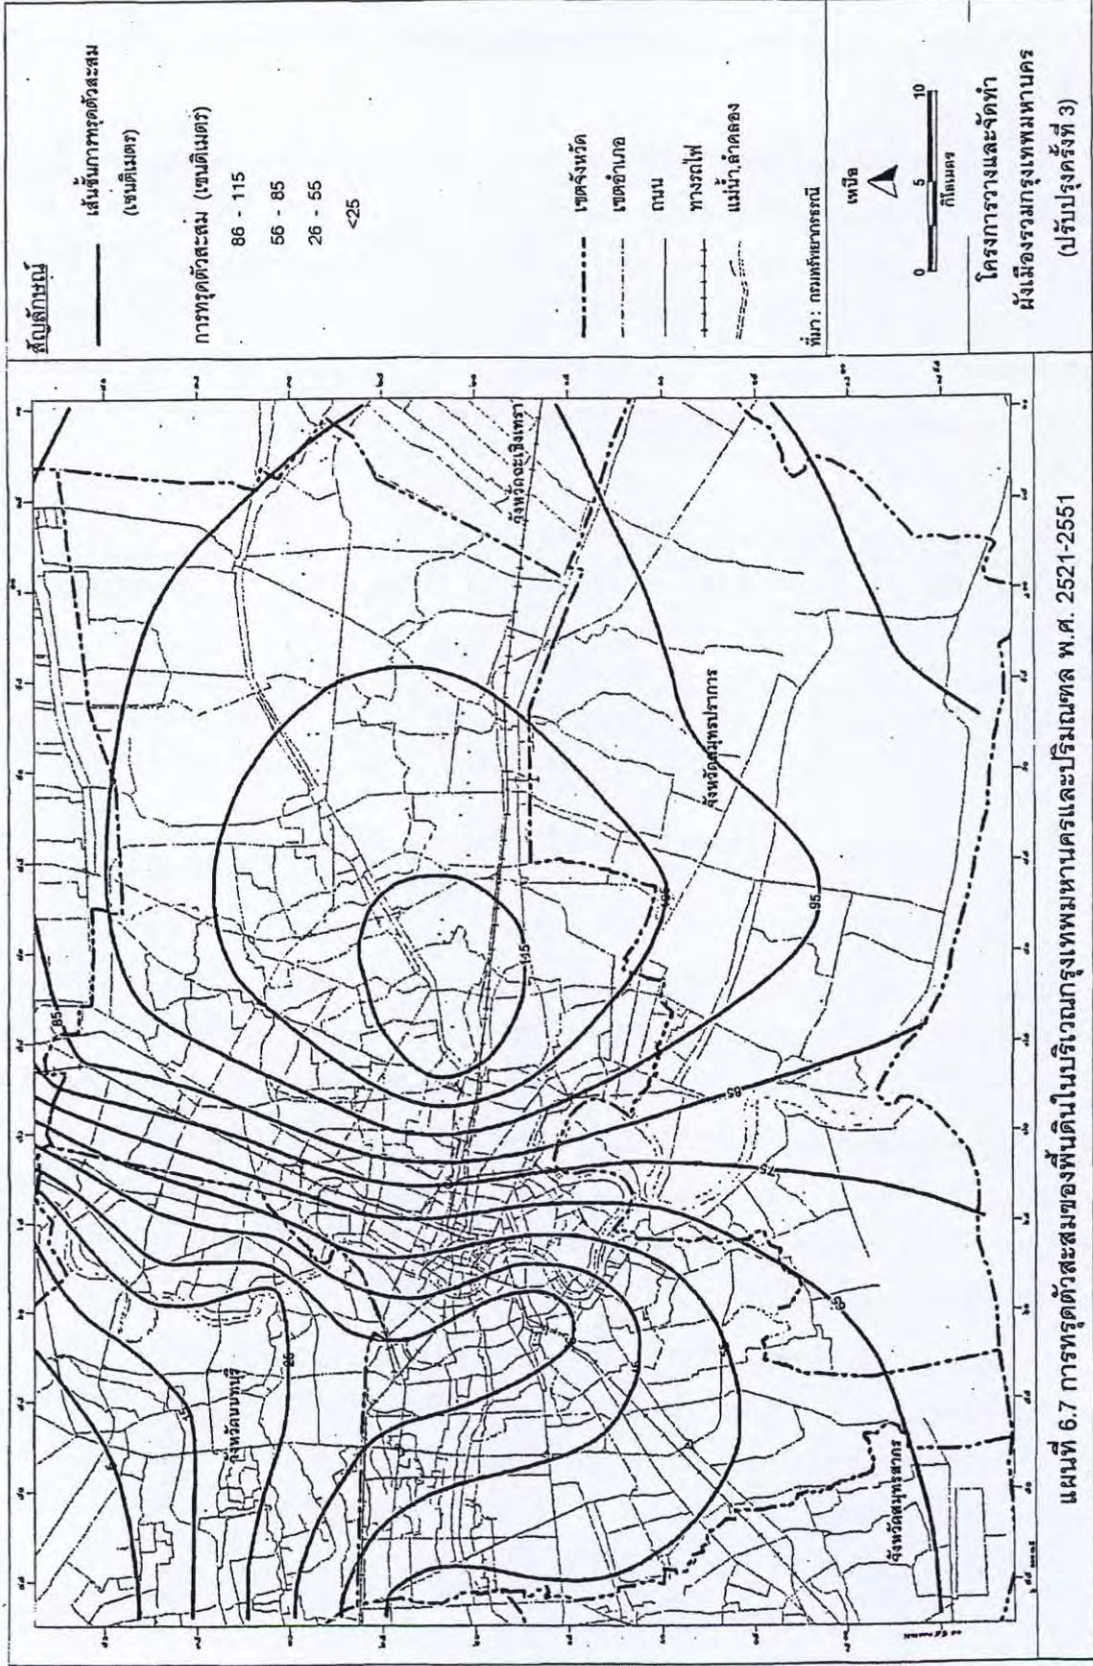 สัญลักษณ์
เส้นชั้นการทรุดตัวสะสม
(เซนติเมตร)
การทรุดตัวสะสม (เซนติเมตร)
86 - 115
56 - 85
26 - 55
<25
เขตจังหวัด
เขตอำเภอ
ถนน
ทางรถไฟ
แม่น้ำ,ลำคลอง
ที่มา : กรมทรัพยากรธรณี
เหนือ
0 5 10
กิโลเมตร
โครงการวางและจัดทำ
ผังเมืองรวมกรุงเทพมหานคร
(ปรับปรุงครั้งที่ 3)
จังหวัดนนทบุรี
จังหวัดฉะเชิงเทรา
จังหวัดสมุทรปราการ
จังหวัดสมุทรสาคร
85
95
85
75
25
แผนที่ 6.7 การทรุดตัวสะสมของพื้นดินในบริเวณกรุงเทพมหานครและปริมณฑล พ.ศ. 2521-2551